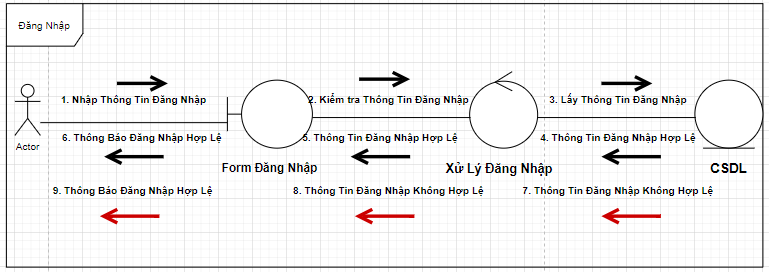 Đăng Nhập
1. Nhập Thông Tin Đăng Nhập
2. Kiểm tra Thông Tin Đăng Nhập
3. Lấy Thông Tin Đăng Nhập
Actor
6. Thông Báo Đăng Nhập Hợp Lệ
5. Thông Tin Đăng Nhập Hợp Lệ
4. Thông Tin Đăng Nhập Hợp Lệ
Form Đăng Nhập
Xử Lý Đăng Nhập
CSDL
9. Thông Báo Đăng Nhập Hợp Lệ
8. Thông Tin Đăng Nhập Không Hợp Lệ
7. Thông Tin Đăng Nhập Không Hợp Lệ